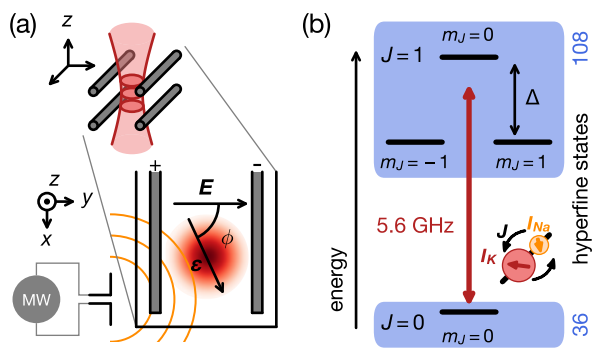 (a)
z
+
-
E
z
y
x
ϕ
ε
MW
(b)
energy
J = 1
m_J = 0
Δ
m_J = -1
m_J = 1
5.6 GHz
J
I_Na
I_K
J = 0
m_J = 0
108
hyperfine states
36